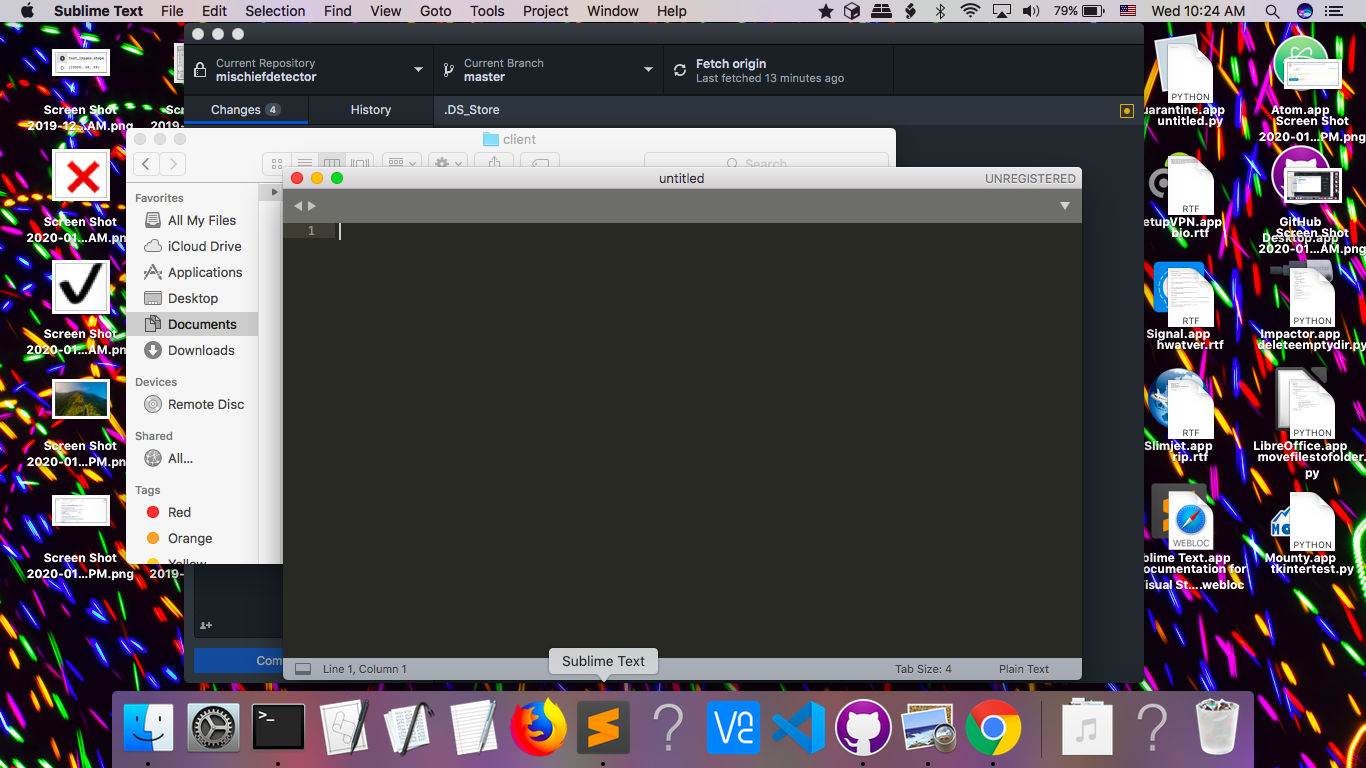 Sublime Text File Edit Selection Find View Goto Tools Project Window Help 79% Wed 10:24 AM
Current Repository
mischiefdetector
Current Branch
master
Fetch origin
Last fetched 13 minutes ago
Changes 4 History .DS_Store
client
Search
untitled
UNREGISTERED
1
Line 1, Column 1
Tab Size: 4
Plain Text
Favorites
All My Files
iCloud Drive
Applications
Desktop
Documents
Downloads
Devices
Remote Disc
Shared
All...
Tags
Red
Orange
Yellow
Com
Sublime Text
Screen Shot
2019-12...AM.png
Screen Shot
2020-01...AM.pn
Screen Shot
2020-01...AM.pn
Screen Shot
2020-01...PM.pn
Screen Shot
2020-01...PM.png
2019-
PYTHON
uarantine.app
untitled.py
RTF
etupVPN.app
bio.rtf
RTF
Signal.app
hwatver.rtf
RTF
Slimjet.app
rip.rtf
WEBLOC
blime Text.app
ocumentation for
isual St....webloc
Atom.app
Screen Shot
2020-01...PM.png
GitHub
Desktop.app
Screen Shot
2020-01...AM.png
PYTHON
Impactor.app
deleteemptydir.py
PYTHON
LibreOffice.app
movefilestofolder.
py
PYTHON
Mounty.app
tkintertest.py
>_